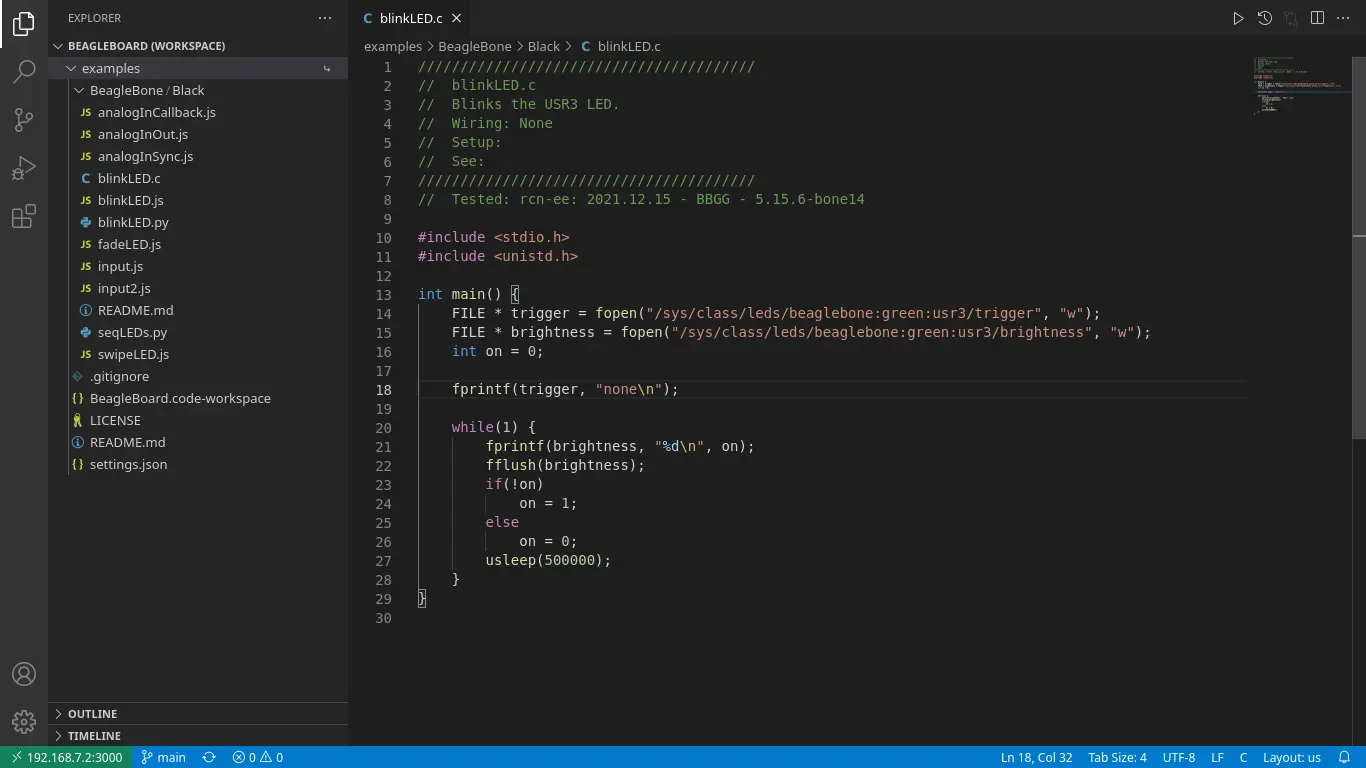 EXPLORER
BEAGLEBOARD (WORKSPACE)
examples
BeagleBone / Black
JS analogInCallback.js
JS analogInOut.js
JS analogInSync.js
C blinkLED.c
JS blinkLED.js
blinkLED.py
JS fadeLED.js
JS input.js
JS input2.js
README.md
seqLEDs.py
JS swipeLED.js
.gitignore
{} BeagleBoard.code-workspace
LICENSE
README.md
{} settings.json
OUTLINE
TIMELINE
C blinkLED.c
examples > BeagleBone > Black > C blinkLED.c
1 ////////////////////////////////////////
2 //  blinkLED.c
3 //  Blinks the USR3 LED.
4 //  Wiring: None
5 //  Setup:
6 //  See:
7 ////////////////////////////////////////
8 //  Tested: rcn-ee: 2021.12.15 - BBGG - 5.15.6-bone14
9
10 #include <stdio.h>
11 #include <unistd.h>
12
13 int main() {
14     FILE * trigger = fopen("/sys/class/leds/beaglebone:green:usr3/trigger", "w");
15     FILE * brightness = fopen("/sys/class/leds/beaglebone:green:usr3/brightness", "w");
16     int on = 0;
17
18     fprintf(trigger, "none\n");
19
20     while(1) {
21         fprintf(brightness, "%d\n", on);
22         fflush(brightness);
23         if(!on)
24             on = 1;
25         else
26             on = 0;
27         usleep(500000);
28     }
29 }
30
192.168.7.2:3000 main 0 0 Ln 18, Col 32 Tab Size: 4 UTF-8 LF C Layout: us